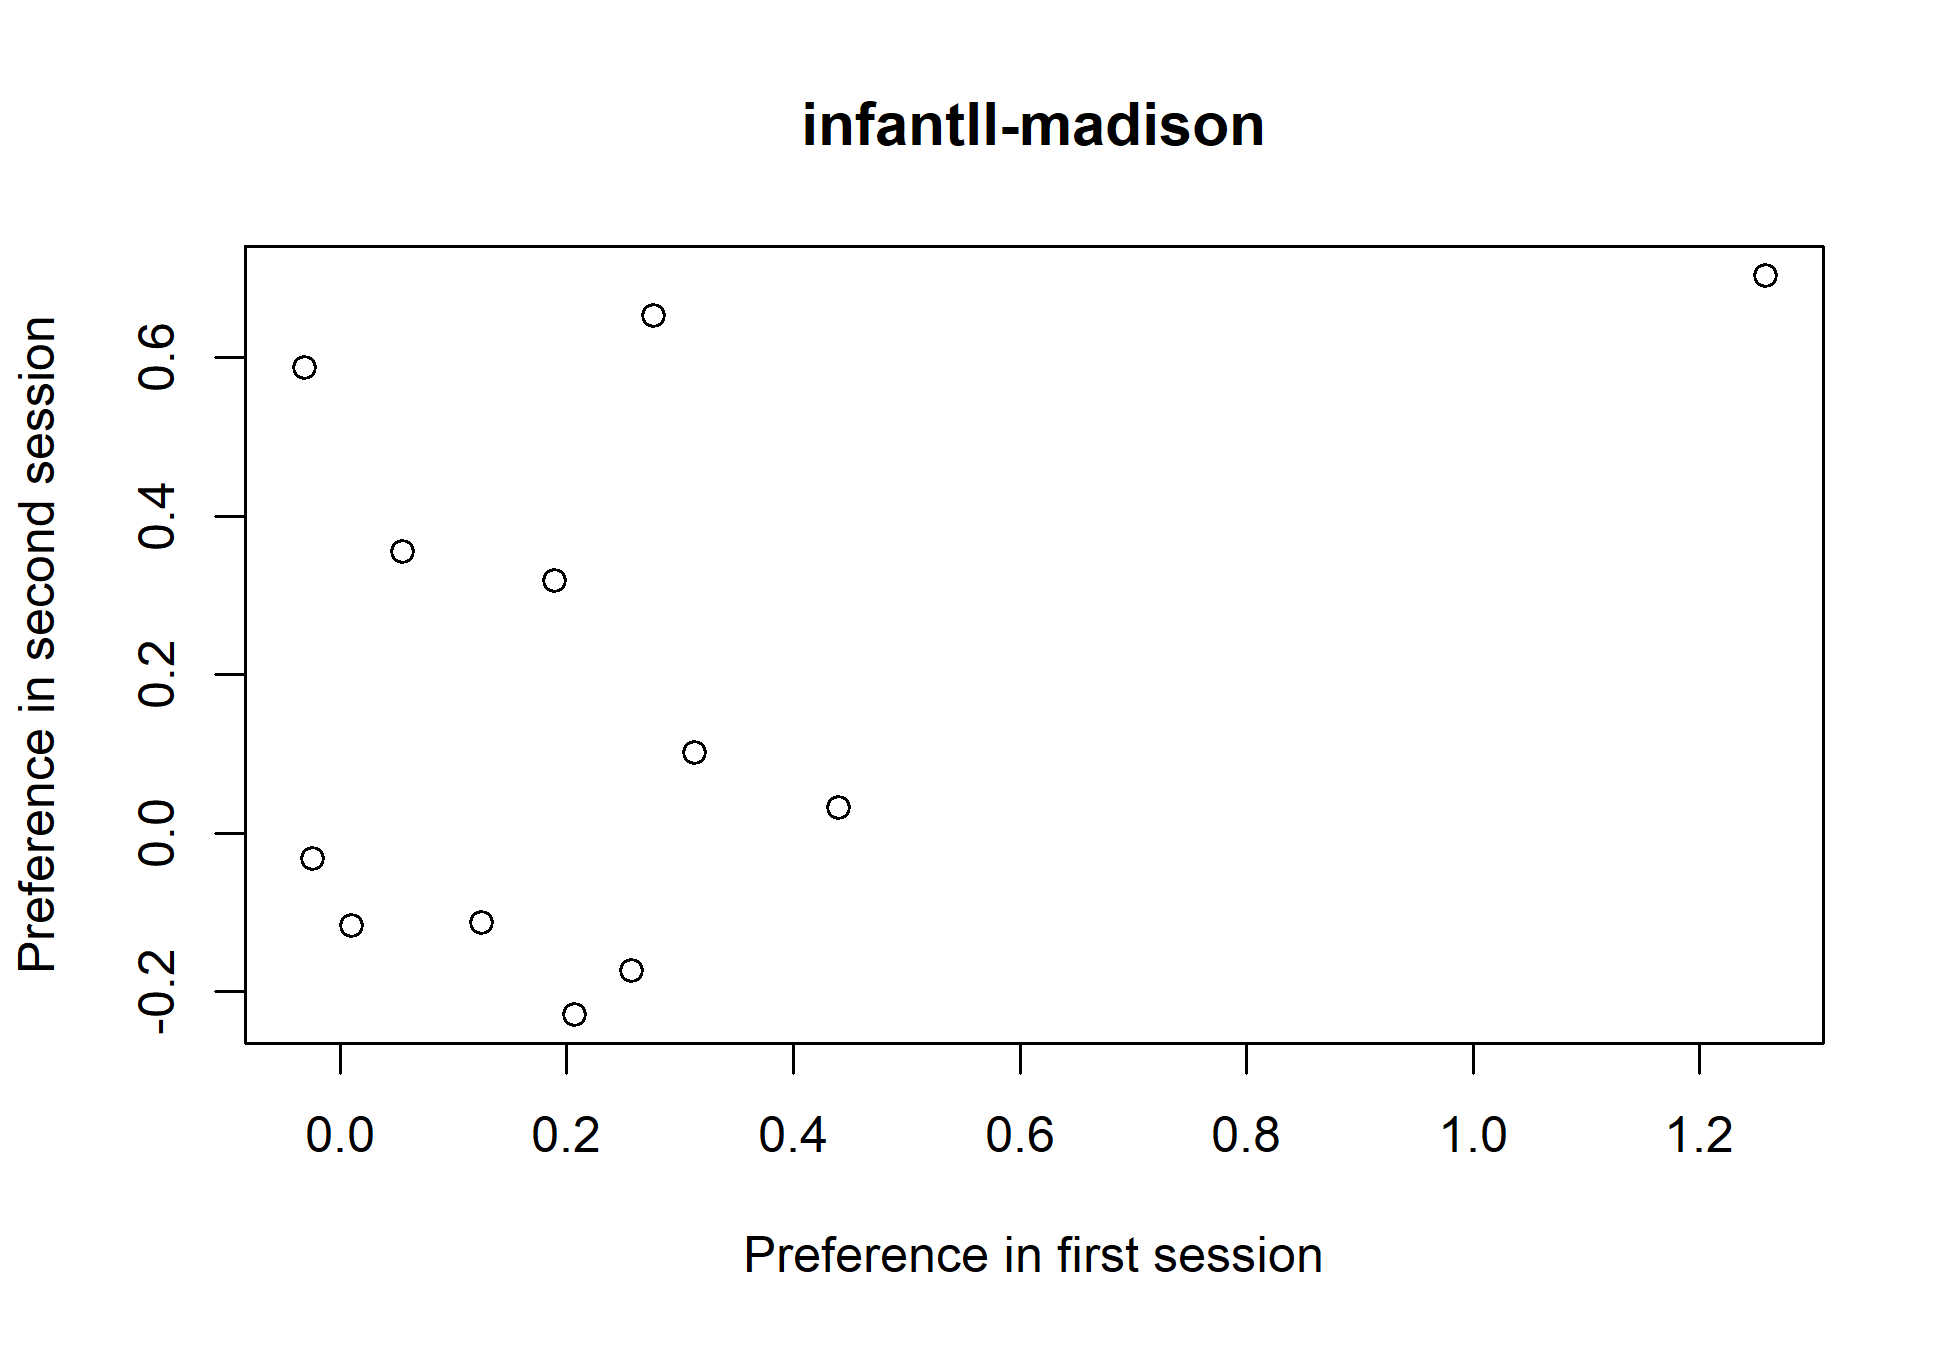 infantll-madison
Preference in second session
0.6
0.4
0.2
0.0
-0.2
0.0 0.2 0.4 0.6 0.8 1.0 1.2
Preference in first session